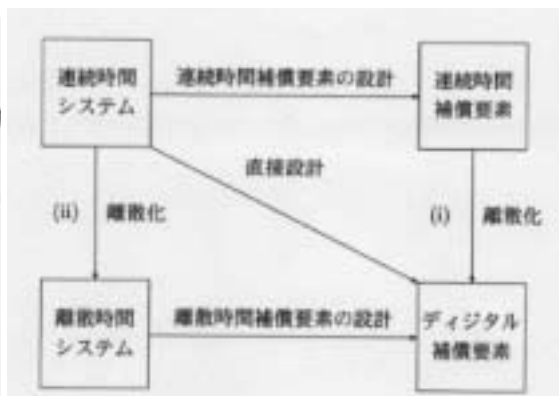 連続時間
システム
連続時間補償要素の設計
連続時間
補償要素
直接設計
(ii) 離散化
(i) 離散化
離散時間
システム
離散時間補償要素の設計
ディジタル
補償要素